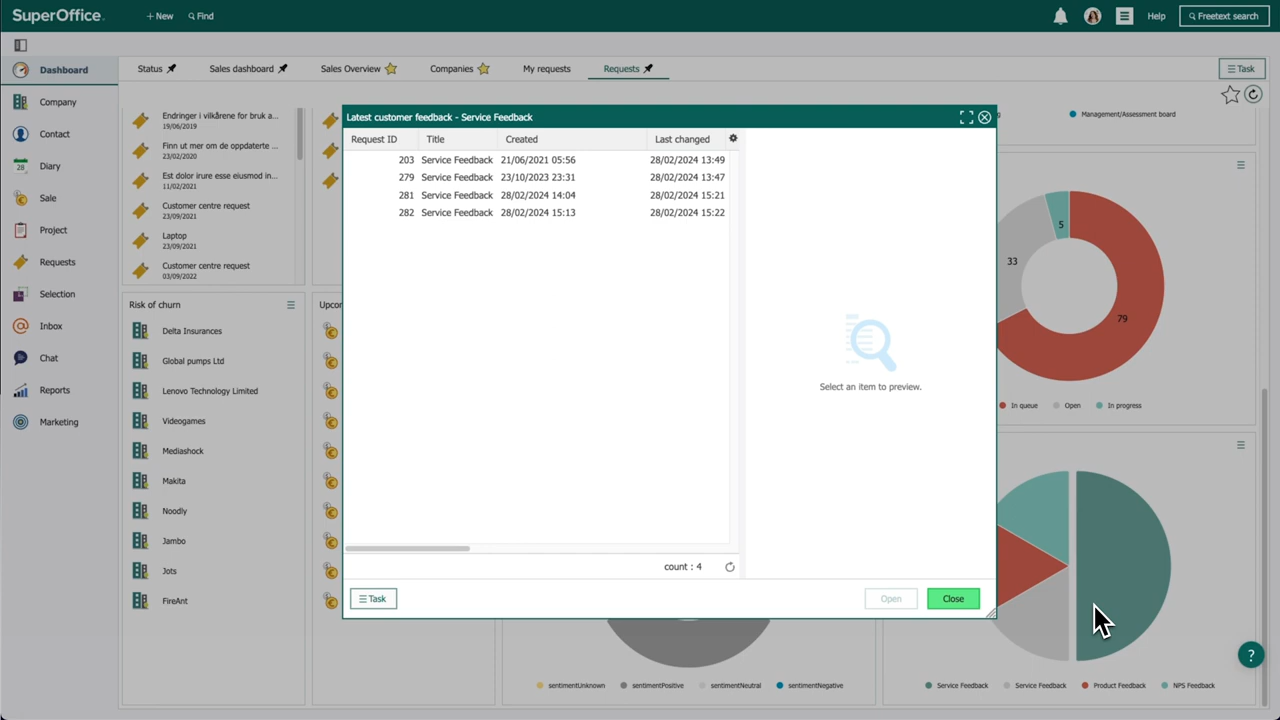 SuperOffice
+ New
Find
Help
Freetext search
Dashboard
Status
Sales dashboard
Sales Overview
Companies
My requests
Requests
Task
Company
Contact
Diary
28
Sale
Project
Requests
Selection
Inbox
Chat
Reports
Marketing
Endringer i vilkårene for bruk a...
19/06/2019
Finn ut mer om de oppdaterte ...
23/02/2020
Est dolor irure esse eiusmod in...
11/02/2021
Customer centre request
23/09/2021
Laptop
23/09/2021
Customer centre request
03/09/2022
Risk of churn
Delta Insurances
Global pumps Ltd
Lenovo Technology Limited
Videogames
Mediashock
Makita
Noodly
Jambo
Jots
FireAnt
Upcor
Latest customer feedback - Service Feedback
Request ID Title Created Last changed
203 Service Feedback 21/06/2021 05:56 28/02/2024 13:49
279 Service Feedback 23/10/2023 23:31 28/02/2024 13:47
281 Service Feedback 28/02/2024 14:04 28/02/2024 15:21
282 Service Feedback 28/02/2024 15:13 28/02/2024 15:22
Select an item to preview.
count : 4
Task
Open
Close
Management/Assessment board
5
33
79
In queue Open In progress
sentimentUnknown sentimentPositive sentimentNeutral sentimentNegative
Service Feedback Service Feedback Product Feedback NPS Feedback
?